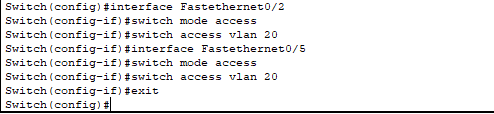 Switch(config)#interface Fastethernet0/2
Switch(config-if)#switch mode access
Switch(config-if)#switch access vlan 20
Switch(config-if)#interface Fastethernet0/5
Switch(config-if)#switch mode access
Switch(config-if)#switch access vlan 20
Switch(config-if)#exit
Switch(config)#